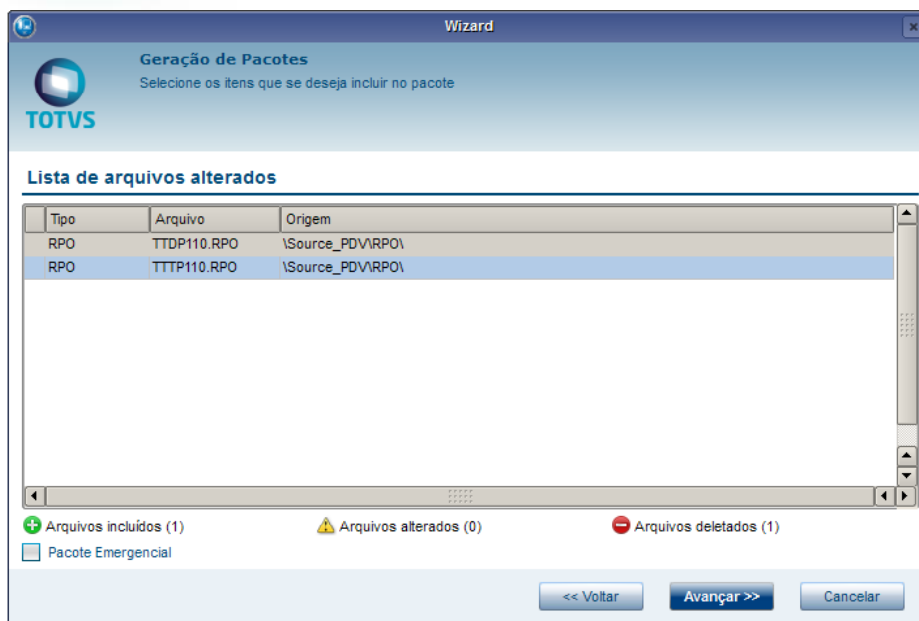 Wizard
Geração de Pacotes
Selecione os itens que se deseja incluir no pacote
TOTVS
Lista de arquivos alterados
Tipo Arquivo Origem
RPO TTDP110.RPO \Source_PDV\RPO\
RPO TTTP110.RPO \Source_PDV\RPO\
Arquivos incluídos (1) Arquivos alterados (0) Arquivos deletados (1)
Pacote Emergencial
<< Voltar Avançar >> Cancelar